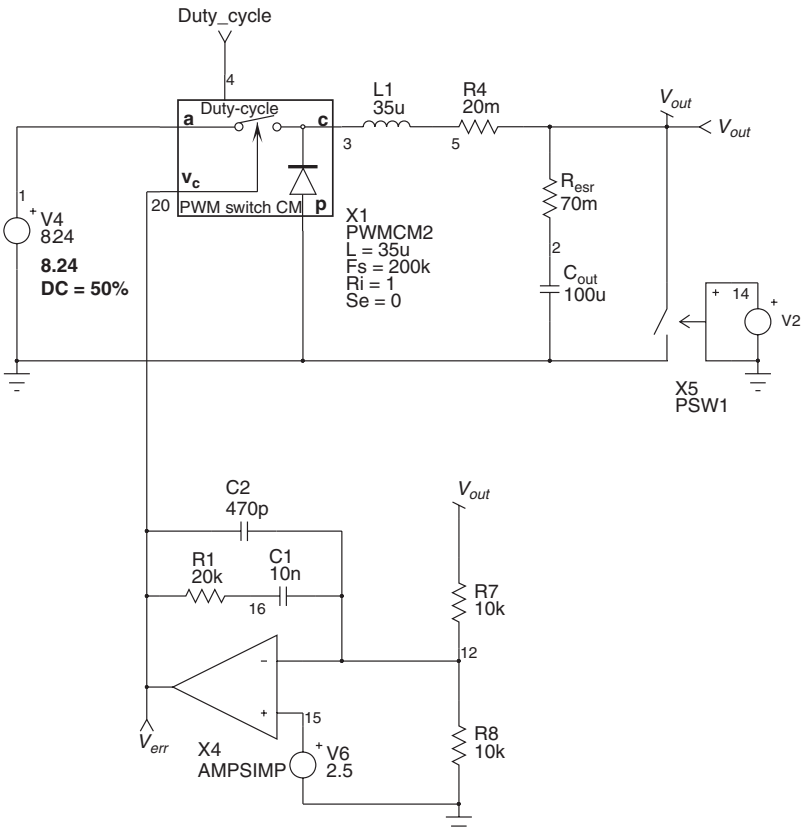 Duty_cycle
4
Duty-cycle
a
c
v_c
p
PWM switch CM
20
3
L1
35u
5
R4
20m
V_out
V_out
1
+
V4
824
8.24
DC = 50%
X1
PWMCM2
L = 35u
Fs = 200k
Ri = 1
Se = 0
R_esr
70m
2
C_out
100u
+
14
+
V2
X5
PSW1
C2
470p
R1
20k
C1
10n
16
V_out
R7
10k
12
−
+
15
V_err
X4
AMPSIMP
+
V6
2.5
R8
10k